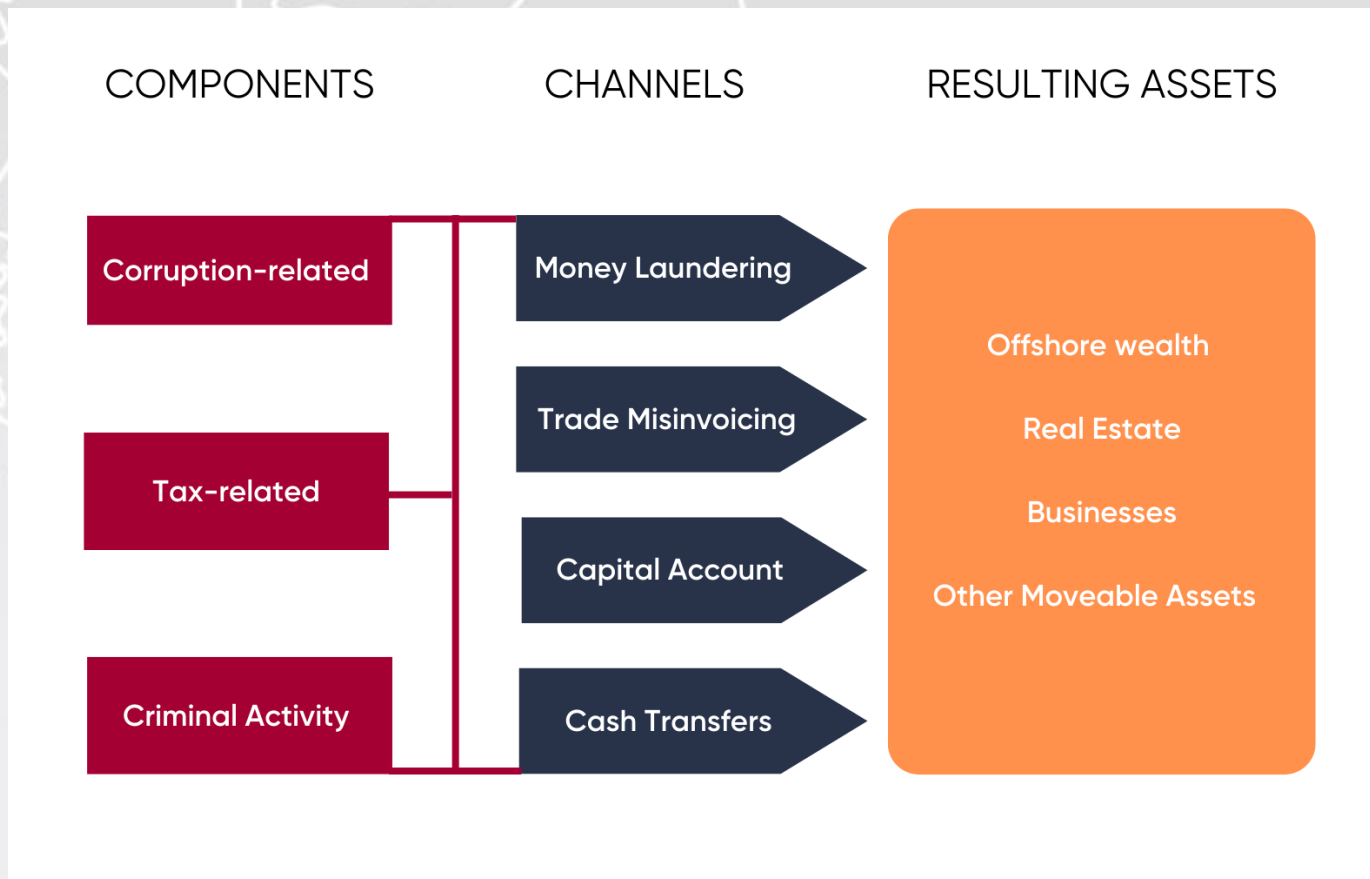 COMPONENTS
CHANNELS
RESULTING ASSETS
Corruption-related
Tax-related
Criminal Activity
Money Laundering
Trade Misinvoicing
Capital Account
Cash Transfers
Offshore wealth
Real Estate
Businesses
Other Moveable Assets